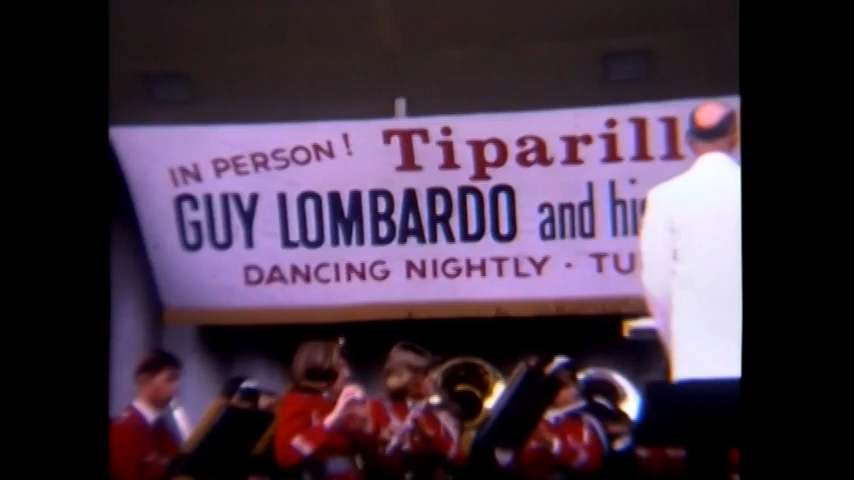 IN PERSON! Tiparill
GUY LOMBARDO and hi
DANCING NIGHTLY · TU